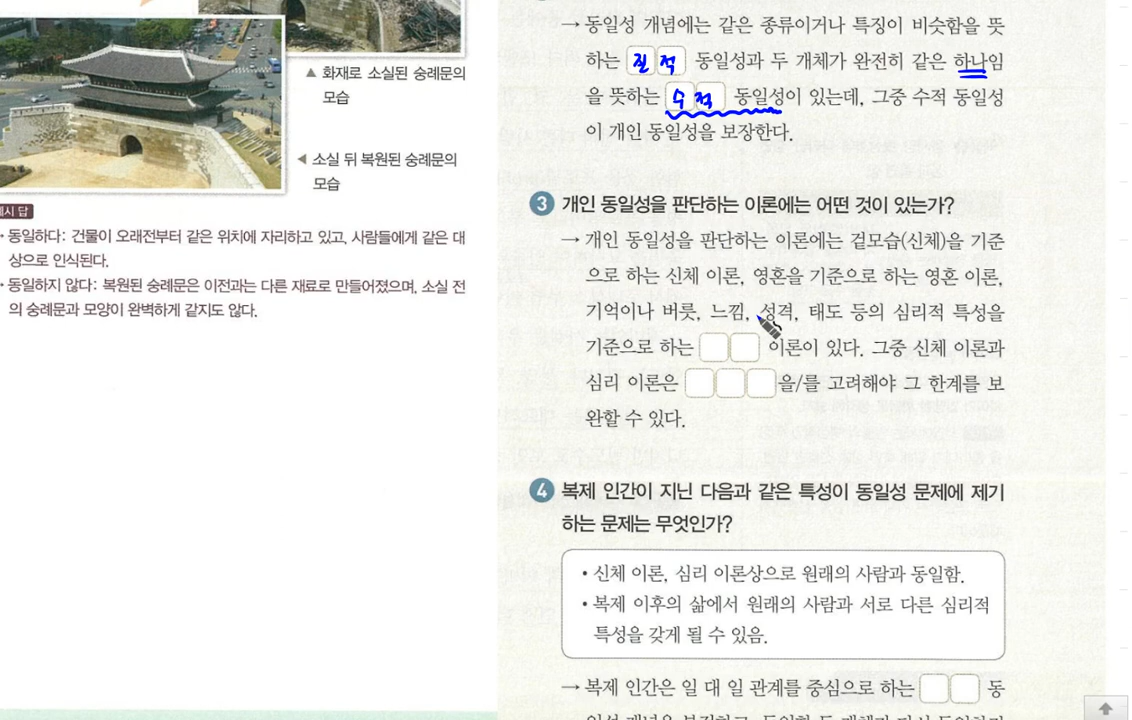 ▲ 화재로 소실된 숭례문의
모습
◀ 소실 뒤 복원된 숭례문의
모습
• 동일하다: 건물이 오래전부터 같은 위치에 자리하고 있고, 사람들에게 같은 대
상으로 인식된다.
• 동일하지 않다: 복원된 숭례문은 이전과는 다른 재료로 만들어졌으며, 소실 전
의 숭례문과 모양이 완벽하게 같지도 않다.
→ 동일성 개념에는 같은 종류이거나 특징이 비슷함을 뜻
하는 질적 동일성과 두 개체가 완전히 같은 하나임
을 뜻하는 수적 동일성이 있는데, 그중 수적 동일성
이 개인 동일성을 보장한다.
3 개인 동일성을 판단하는 이론에는 어떤 것이 있는가?
→ 개인 동일성을 판단하는 이론에는 겉모습(신체)을 기준
으로 하는 신체 이론, 영혼을 기준으로 하는 영혼 이론,
기억이나 버릇, 느낌, 성격, 태도 등의 심리적 특성을
기준으로 하는 이론이 있다. 그중 신체 이론과
심리 이론은 을/를 고려해야 그 한계를 보
완할 수 있다.
4 복제 인간이 지닌 다음과 같은 특성이 동일성 문제에 제기
하는 문제는 무엇인가?
• 신체 이론, 심리 이론상으로 원래의 사람과 동일함.
• 복제 이후의 삶에서 원래의 사람과 서로 다른 심리적
특성을 갖게 될 수 있음.
→ 복제 인간은 일 대 일 관계를 중심으로 하는 동